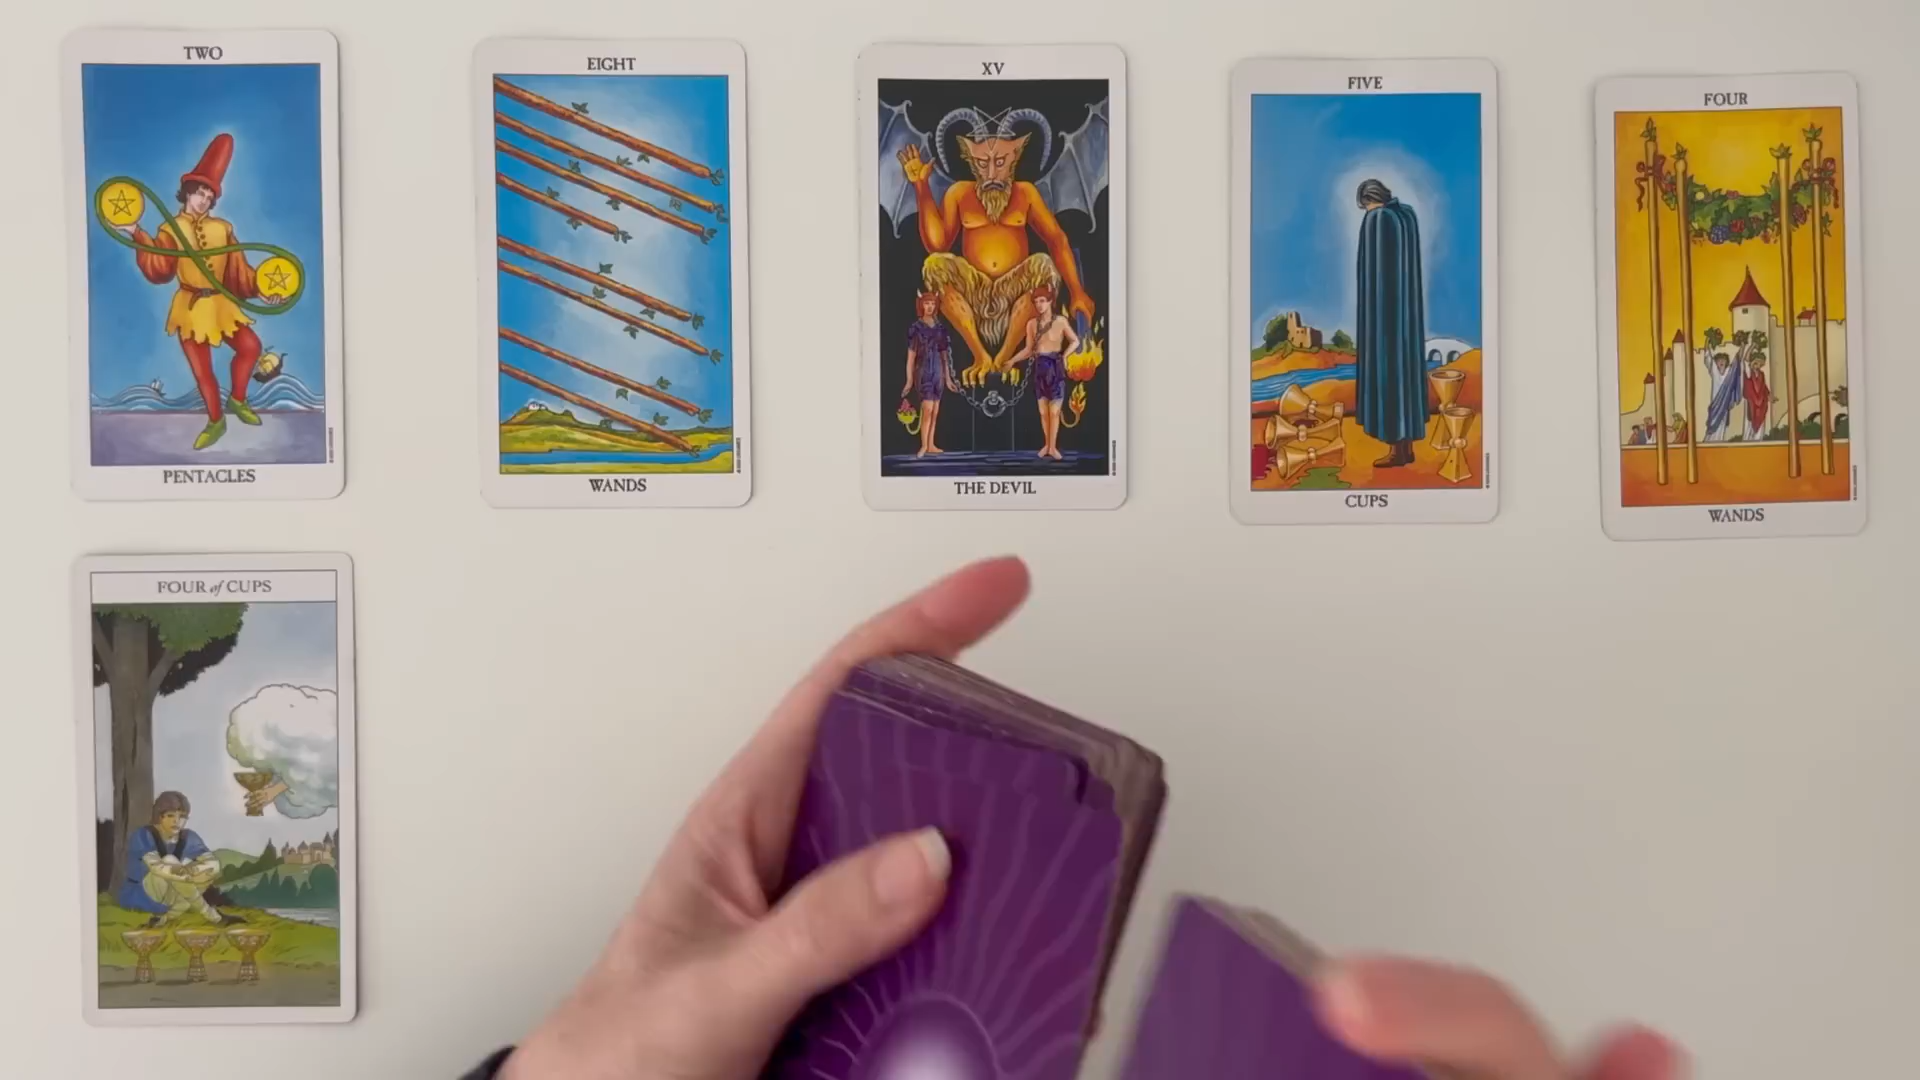 TWO
PENTACLES
EIGHT
WANDS
XV
THE DEVIL
FIVE
CUPS
FOUR
WANDS
FOUR of CUPS